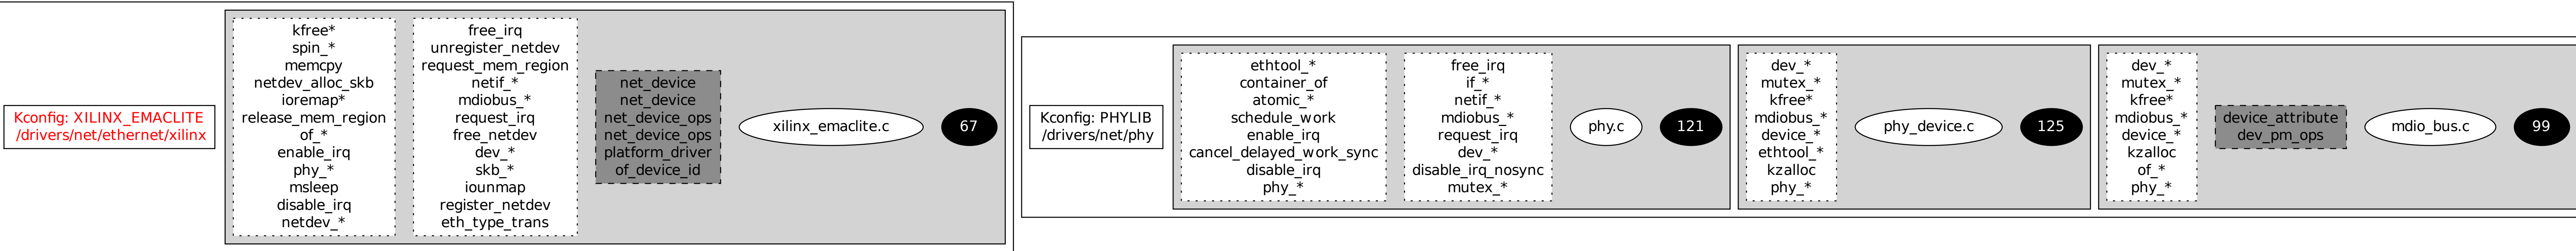 Kconfig: XILINX_EMACLITE
/drivers/net/ethernet/xilinx
kfree*
spin_*
memcpy
netdev_alloc_skb
ioremap*
release_mem_region
of_*
enable_irq
phy_*
msleep
disable_irq
netdev_*
free_irq
unregister_netdev
request_mem_region
netif_*
mdiobus_*
request_irq
free_netdev
dev_*
skb_*
iounmap
register_netdev
eth_type_trans
net_device
net_device
net_device_ops
net_device_ops
platform_driver
of_device_id
xilinx_emaclite.c
67
Kconfig: PHYLIB
/drivers/net/phy
ethtool_*
container_of
atomic_*
schedule_work
enable_irq
cancel_delayed_work_sync
disable_irq
phy_*
free_irq
if_*
netif_*
mdiobus_*
request_irq
dev_*
disable_irq_nosync
mutex_*
phy.c
121
dev_*
mutex_*
kfree*
mdiobus_*
device_*
ethtool_*
kzalloc
phy_*
phy_device.c
125
dev_*
mutex_*
kfree*
mdiobus_*
device_*
kzalloc
of_*
phy_*
device_attribute
dev_pm_ops
mdio_bus.c
99